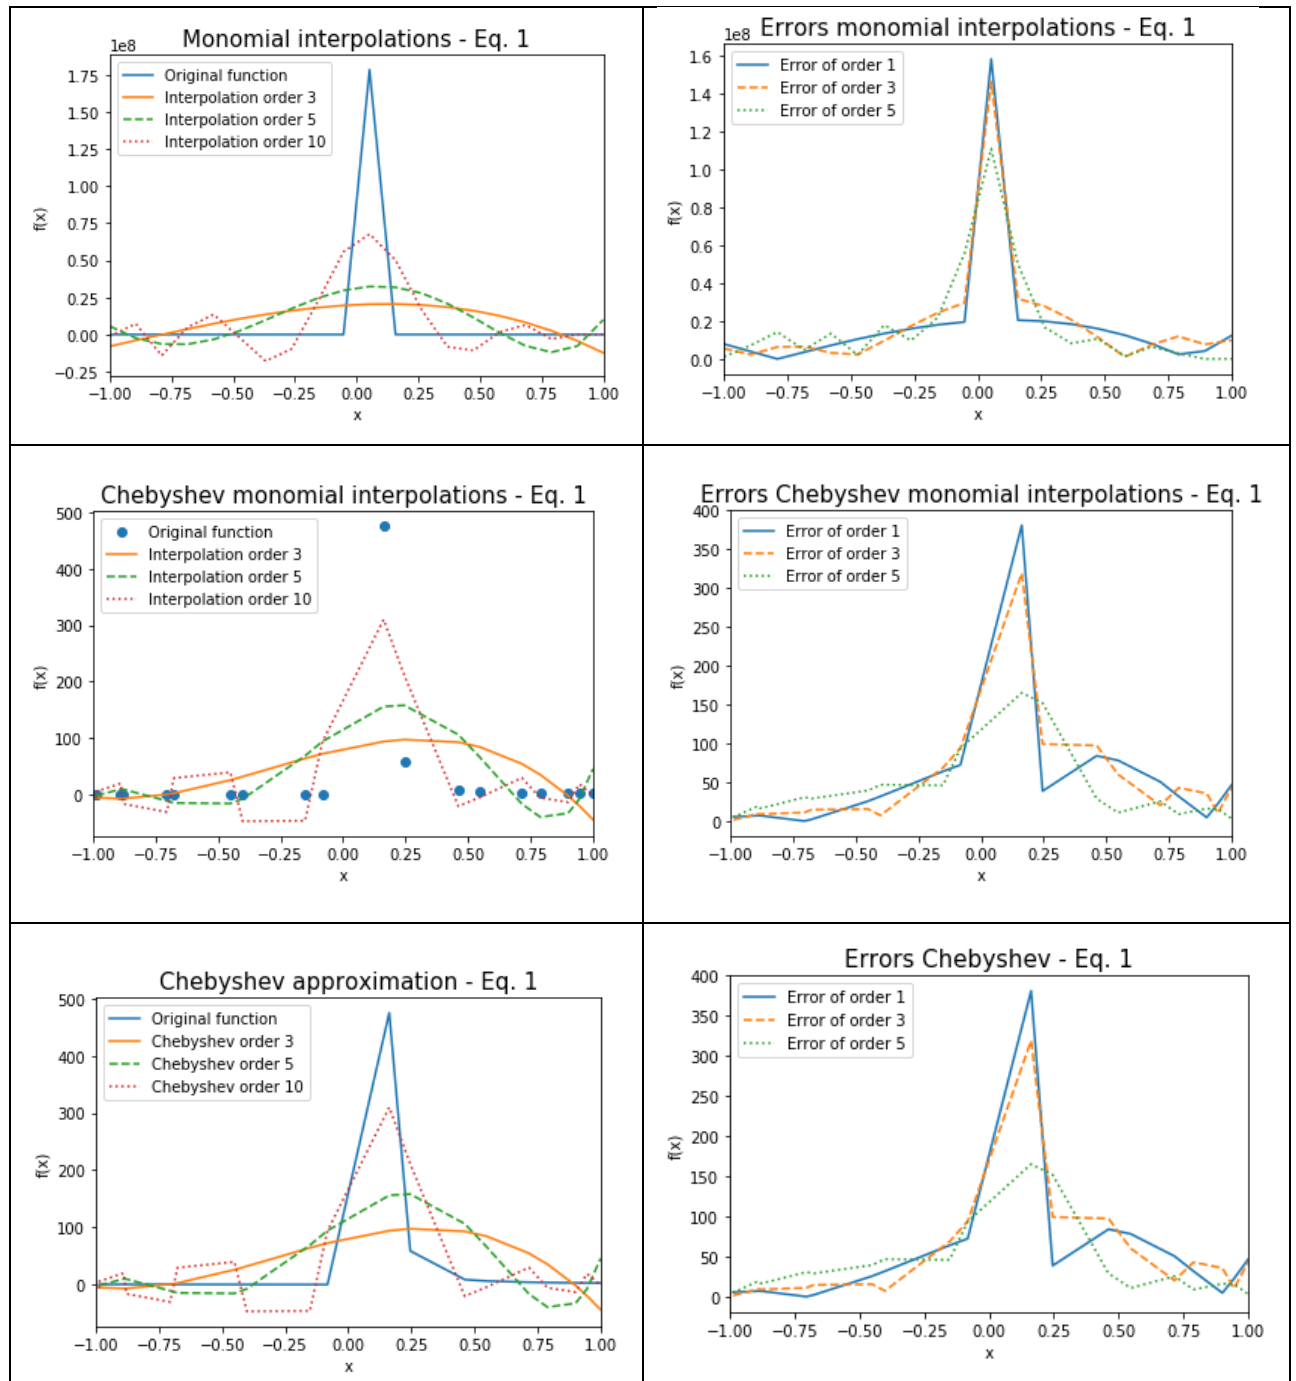 Monomial interpolations - Eq. 1
1e8
Original function
Interpolation order 3
Interpolation order 5
Interpolation order 10
1.75
1.50
1.25
1.00
0.75
0.50
0.25
0.00
−0.25
f(x)
−1.00 −0.75 −0.50 −0.25 0.00 0.25 0.50 0.75 1.00
x
Errors monomial interpolations - Eq. 1
1e8
Error of order 1
Error of order 3
Error of order 5
1.6
1.4
1.2
1.0
0.8
0.6
0.4
0.2
0.0
f(x)
−1.00 −0.75 −0.50 −0.25 0.00 0.25 0.50 0.75 1.00
x
Chebyshev monomial interpolations - Eq. 1
Original function
Interpolation order 3
Interpolation order 5
Interpolation order 10
500
400
300
200
100
0
f(x)
−1.00 −0.75 −0.50 −0.25 0.00 0.25 0.50 0.75 1.00
x
Errors Chebyshev monomial interpolations - Eq. 1
Error of order 1
Error of order 3
Error of order 5
400
350
300
250
200
150
100
50
0
f(x)
−1.00 −0.75 −0.50 −0.25 0.00 0.25 0.50 0.75 1.00
x
Chebyshev approximation - Eq. 1
Original function
Chebyshev order 3
Chebyshev order 5
Chebyshev order 10
500
400
300
200
100
0
f(x)
−1.00 −0.75 −0.50 −0.25 0.00 0.25 0.50 0.75 1.00
x
Errors Chebyshev - Eq. 1
Error of order 1
Error of order 3
Error of order 5
400
350
300
250
200
150
100
50
0
f(x)
−1.00 −0.75 −0.50 −0.25 0.00 0.25 0.50 0.75 1.00
x